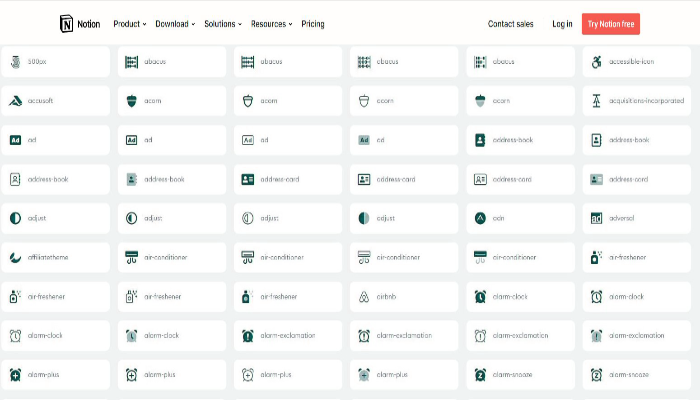 Notion Product Download Solutions Resources Pricing Contact sales Log in Try Notion free
500px abacus abacus abacus abacus accessible-icon
accusoft acorn acorn acorn acorn acquisitions-incorporated
Ad ad Ad ad Ad ad Ad ad address-book address-book
address-book address-book address-card address-card address-card address-card
adjust adjust adjust adjust adn adversal
affiliatetheme air-conditioner air-conditioner air-conditioner air-conditioner air-freshener
air-freshener air-freshener air-freshener airbnb alarm-clock alarm-clock
alarm-clock alarm-clock alarm-exclamation alarm-exclamation alarm-exclamation alarm-exclamation
alarm-plus alarm-plus alarm-plus alarm-plus alarm-snooze alarm-snooze